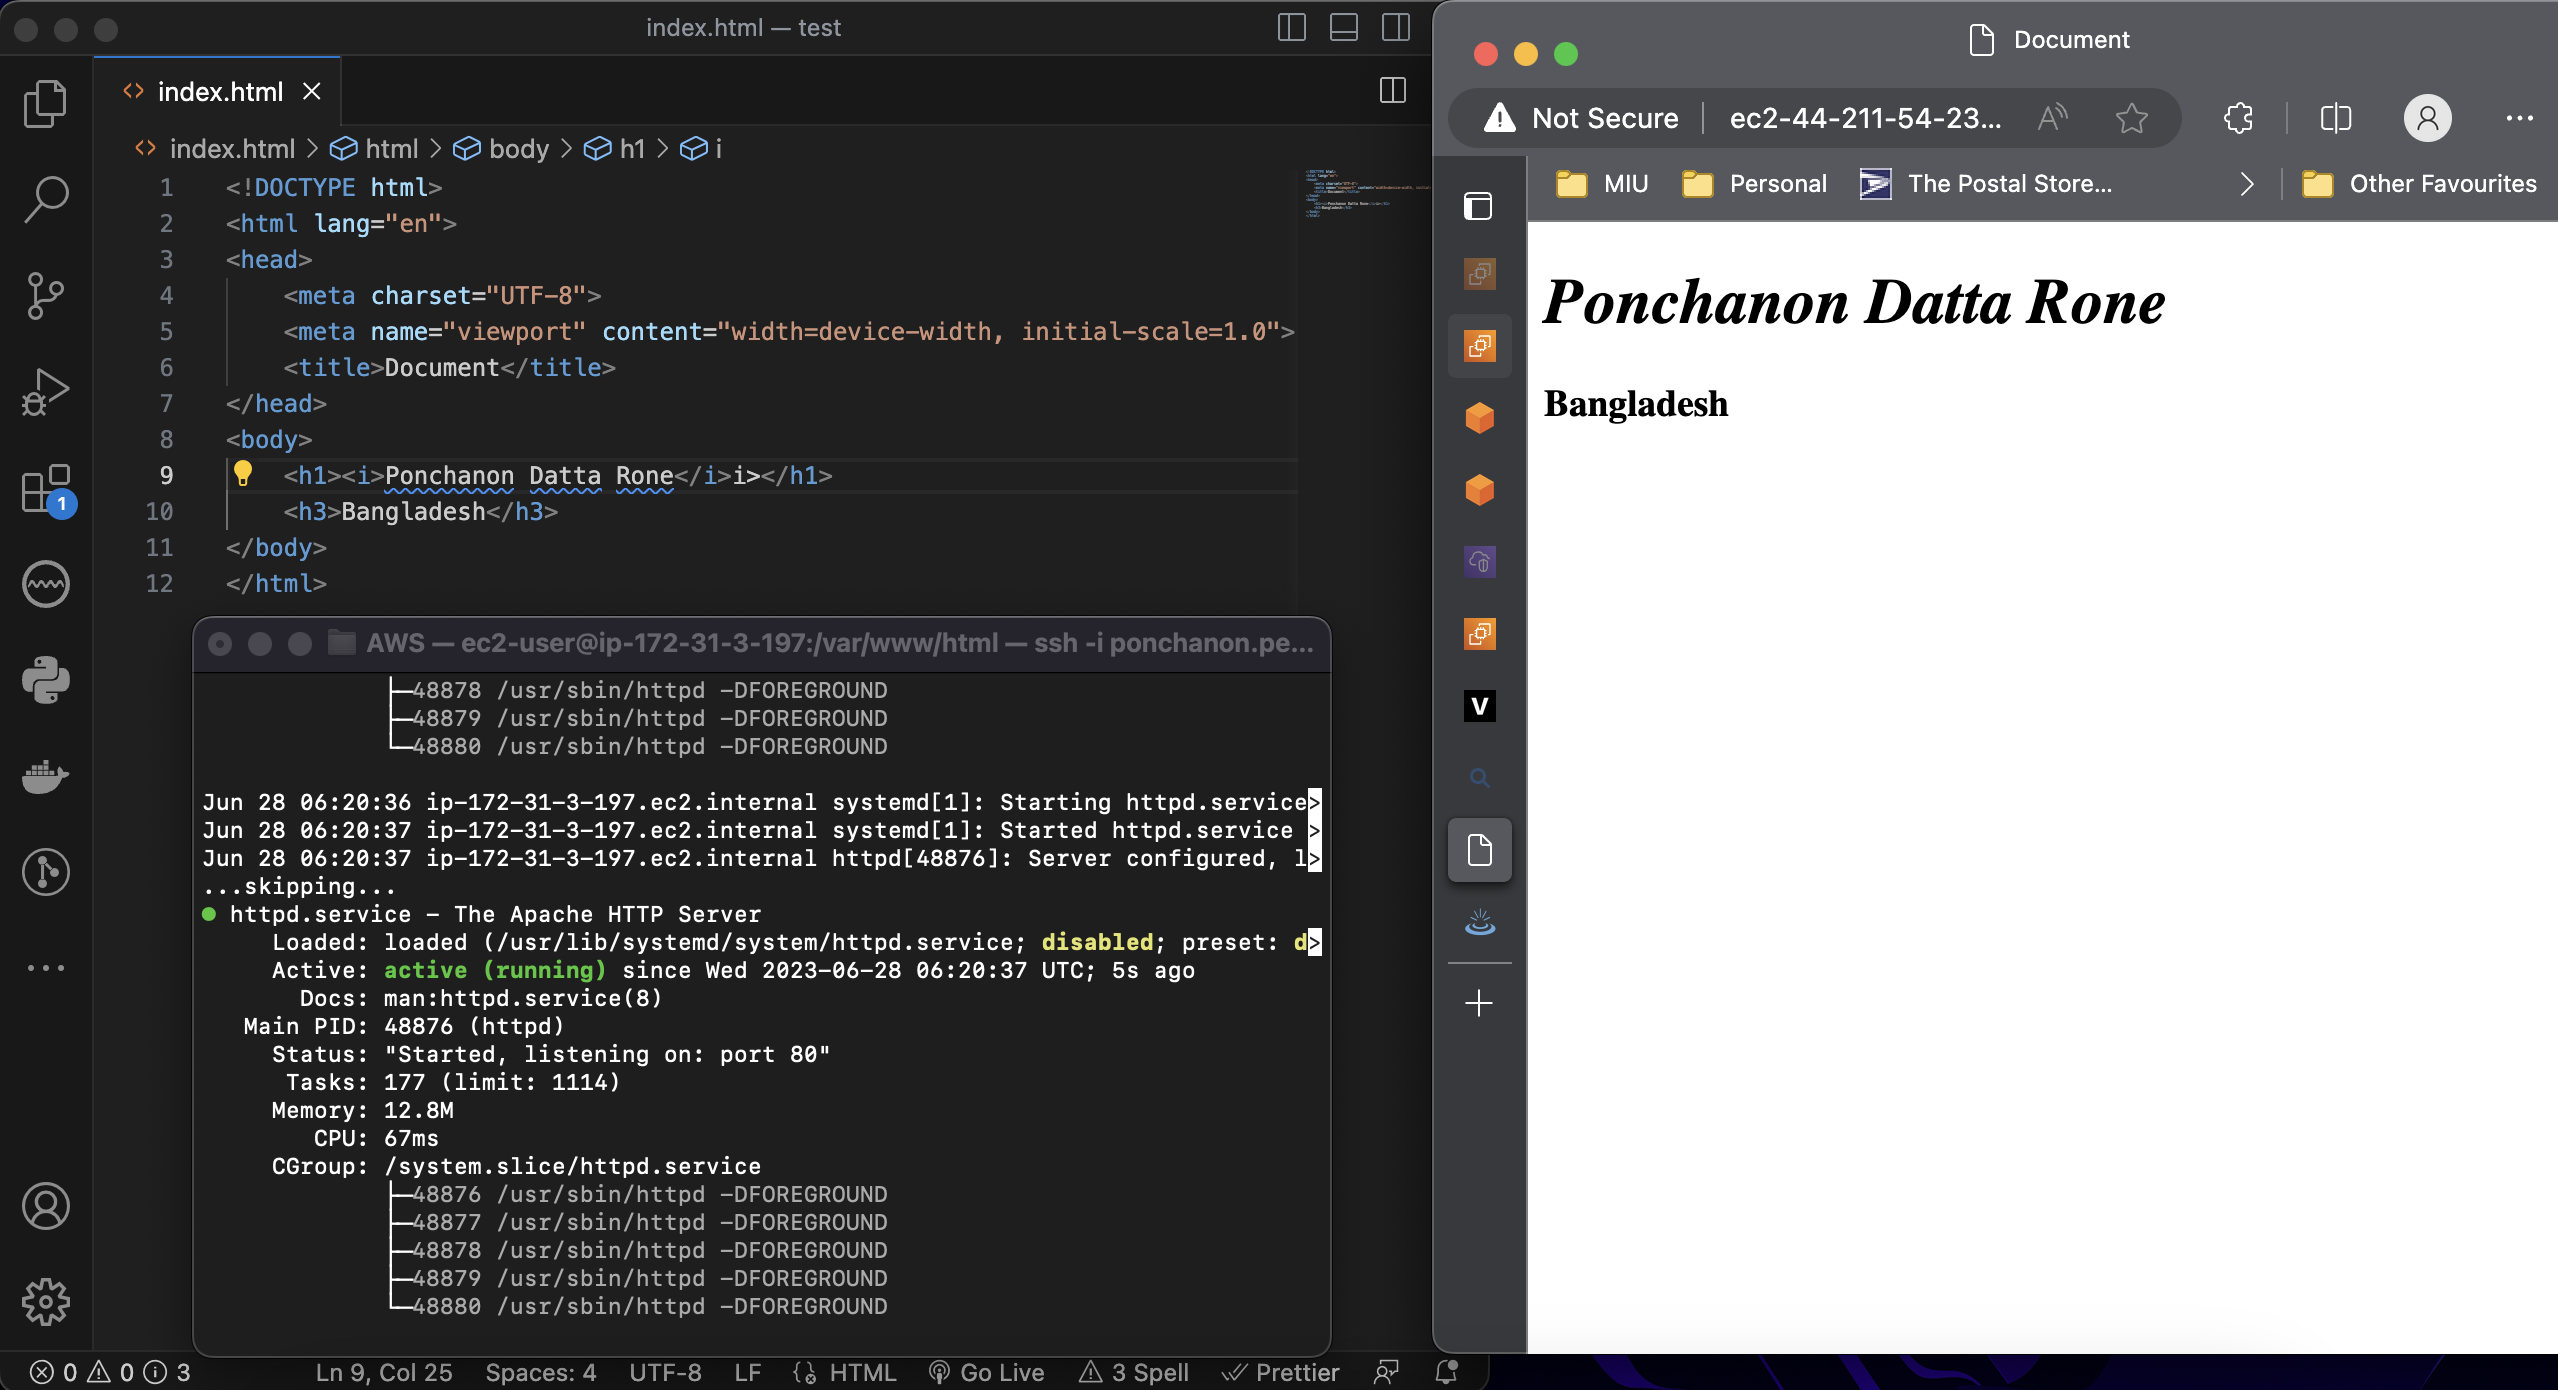 index.html — test
index.html
index.html > html > body > h1 > i
1 <!DOCTYPE html>
2 <html lang="en">
3 <head>
4 <meta charset="UTF-8">
5 <meta name="viewport" content="width=device-width, initial-scale=1.0">
6 <title>Document</title>
7 </head>
8 <body>
9 <h1><i>Ponchanon Datta Rone</i>i></h1>
10 <h3>Bangladesh</h3>
11 </body>
12 </html>
1
AWS — ec2-user@ip-172-31-3-197:/var/www/html — ssh -i ponchanon.pe...
├─48878 /usr/sbin/httpd -DFOREGROUND
├─48879 /usr/sbin/httpd -DFOREGROUND
└─48880 /usr/sbin/httpd -DFOREGROUND
Jun 28 06:20:36 ip-172-31-3-197.ec2.internal systemd[1]: Starting httpd.service>
Jun 28 06:20:37 ip-172-31-3-197.ec2.internal systemd[1]: Started httpd.service >
Jun 28 06:20:37 ip-172-31-3-197.ec2.internal httpd[48876]: Server configured, l>
...skipping...
● httpd.service - The Apache HTTP Server
Loaded: loaded (/usr/lib/systemd/system/httpd.service; disabled; preset: d>
Active: active (running) since Wed 2023-06-28 06:20:37 UTC; 5s ago
Docs: man:httpd.service(8)
Main PID: 48876 (httpd)
Status: "Started, listening on: port 80"
Tasks: 177 (limit: 1114)
Memory: 12.8M
CPU: 67ms
CGroup: /system.slice/httpd.service
├─48876 /usr/sbin/httpd -DFOREGROUND
├─48877 /usr/sbin/httpd -DFOREGROUND
├─48878 /usr/sbin/httpd -DFOREGROUND
├─48879 /usr/sbin/httpd -DFOREGROUND
└─48880 /usr/sbin/httpd -DFOREGROUND
0 0 3 Ln 9, Col 25 Spaces: 4 UTF-8 LF HTML Go Live 3 Spell Prettier
Document
Not Secure ec2-44-211-54-23...
MIU Personal The Postal Store... Other Favourites
V
Ponchanon Datta Rone
Bangladesh